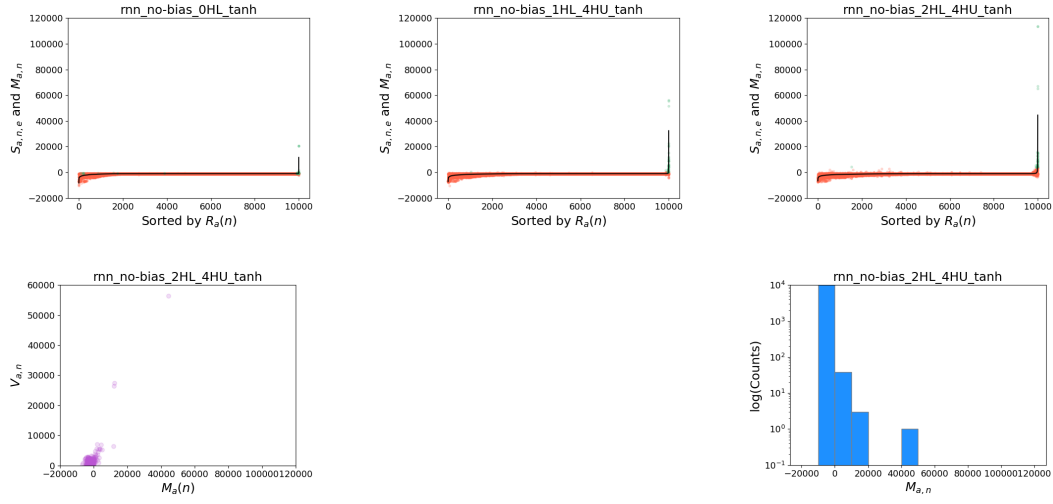 rnn_no-bias_0HL_tanh
120000
100000
80000
60000
40000
20000
0
−20000
S_{a,n,e} and M_{a,n}
0 2000 4000 6000 8000 10000
Sorted by R_a(n)
rnn_no-bias_1HL_4HU_tanh
120000
100000
80000
60000
40000
20000
0
−20000
S_{a,n,e} and M_{a,n}
0 2000 4000 6000 8000 10000
Sorted by R_a(n)
rnn_no-bias_2HL_4HU_tanh
120000
100000
80000
60000
40000
20000
0
−20000
S_{a,n,e} and M_{a,n}
0 2000 4000 6000 8000 10000
Sorted by R_a(n)
rnn_no-bias_2HL_4HU_tanh
60000
50000
40000
30000
20000
10000
0
V_{a,n}
−20000 0 20000 40000 60000 80000 100000 120000
M_a(n)
rnn_no-bias_2HL_4HU_tanh
10^4
10^3
10^2
10^1
10^0
10^{−1}
log(Counts)
−20000 0 20000 40000 60000 80000 100000 120000
M_{a,n}